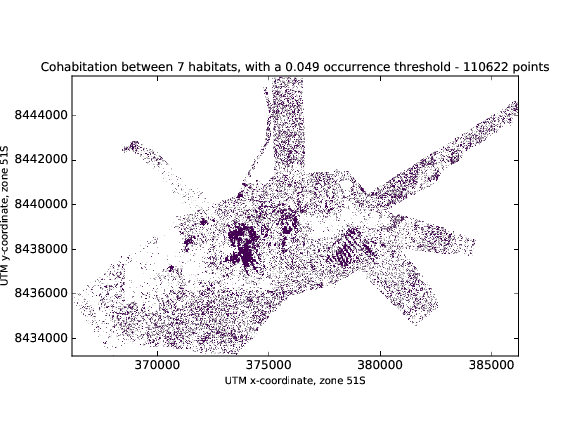 Cohabitation between 7 habitats, with a 0.049 occurrence threshold - 110622 points
8444000
8442000
8440000
8438000
8436000
8434000
UTM y-coordinate, zone 51S
370000 375000 380000 385000
UTM x-coordinate, zone 51S